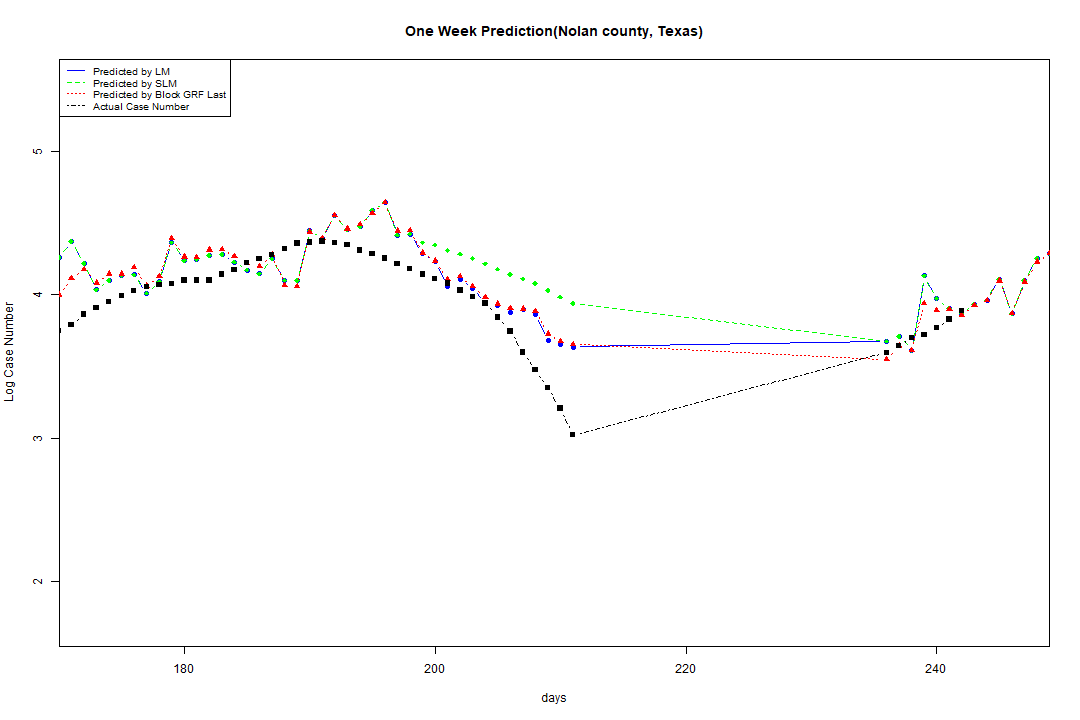 One Week Prediction(Nolan county, Texas)
Predicted by LM
Predicted by SLM
Predicted by Block GRF Last
Actual Case Number
5
4
3
2
Log Case Number
180 200 220 240
days